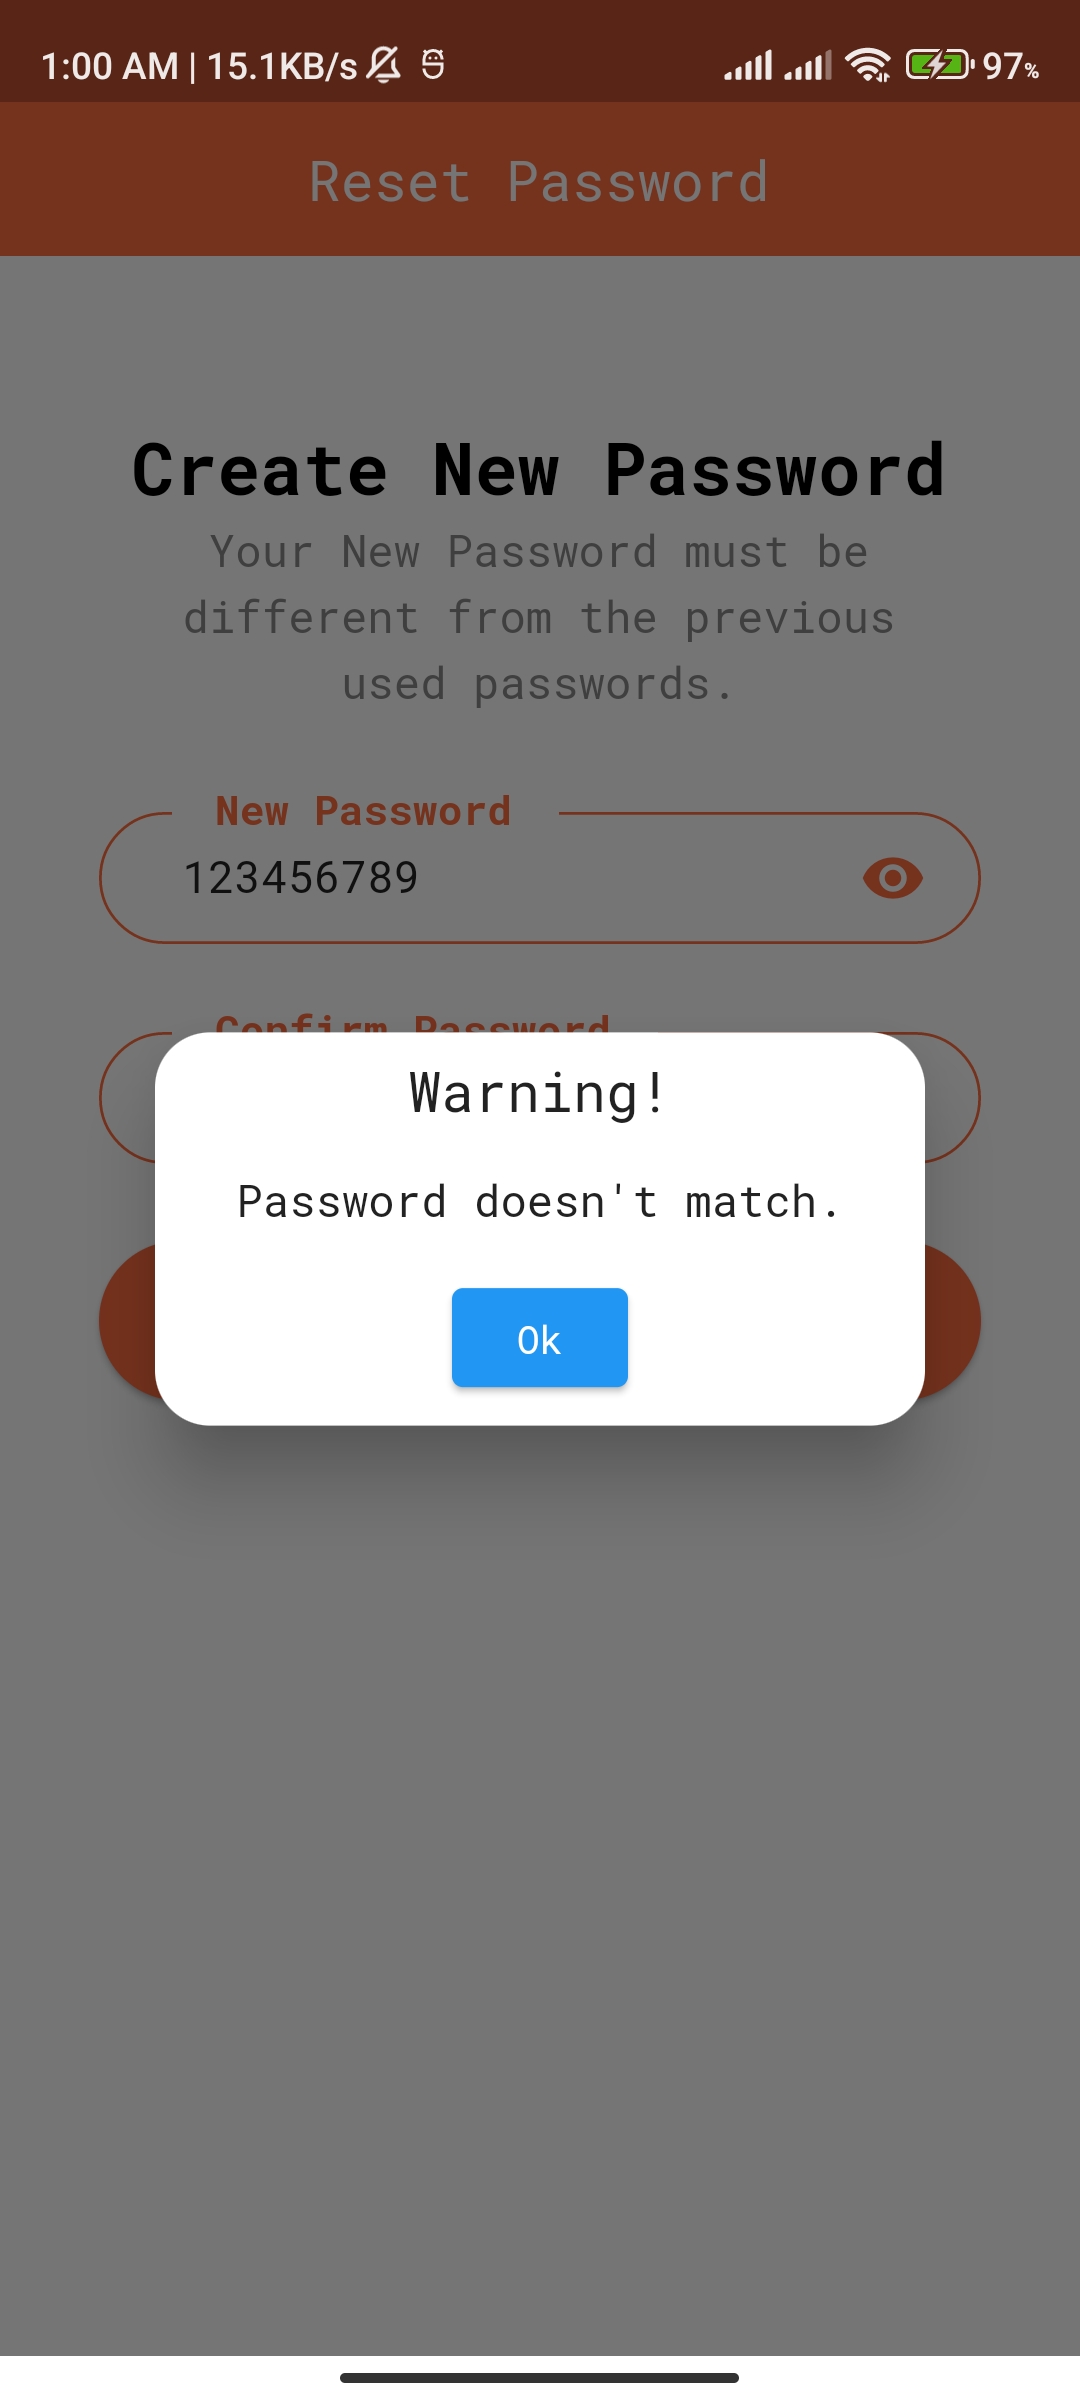 1:00 AM | 15.1KB/s 97%
Reset Password
Create New Password
Your New Password must be
different from the previous
used passwords.
New Password
123456789
Confirm Password
Warning!
Password doesn't match.
Ok